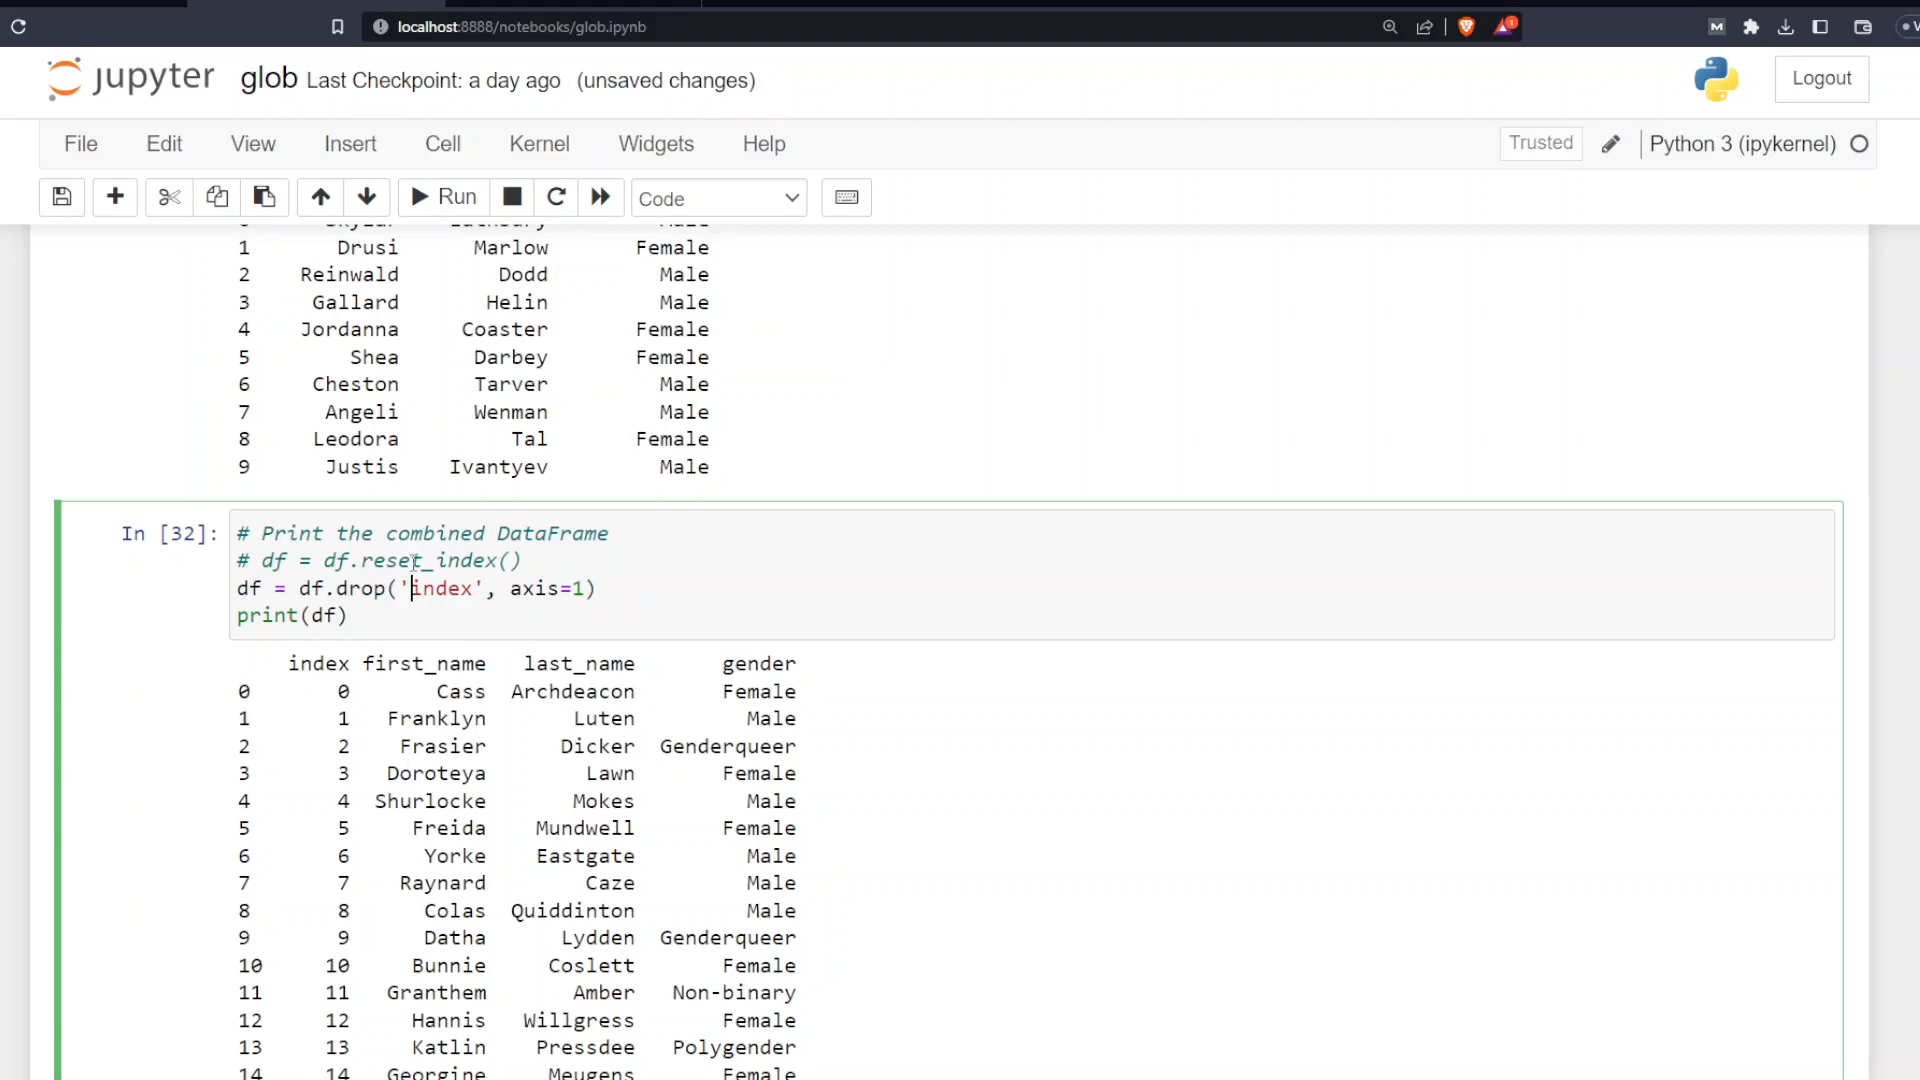 localhost:8888/notebooks/glob.ipynb
M
1
jupyter glob Last Checkpoint: a day ago (unsaved changes)
Logout
File Edit View Insert Cell Kernel Widgets Help
Trusted
Python 3 (ipykernel)
Run
Code
1 Drusi Marlow Female
2 Reinwald Dodd Male
3 Gallard Helin Male
4 Jordanna Coaster Female
5 Shea Darbey Female
6 Cheston Tarver Male
7 Angeli Wenman Male
8 Leodora Tal Female
9 Justis Ivantyev Male
In [32]: # Print the combined DataFrame
# df = df.reset_index()
df = df.drop('index', axis=1)
print(df)
index first_name last_name gender
0 0 Cass Archdeacon Female
1 1 Franklyn Luten Male
2 2 Frasier Dicker Genderqueer
3 3 Doroteya Lawn Female
4 4 Shurlocke Mokes Male
5 5 Freida Mundwell Female
6 6 Yorke Eastgate Male
7 7 Raynard Caze Male
8 8 Colas Quiddinton Male
9 9 Datha Lydden Genderqueer
10 10 Bunnie Coslett Female
11 11 Granthem Amber Non-binary
12 12 Hannis Willgress Female
13 13 Katlin Pressdee Polygender
14 14 Georgine Meugens Female